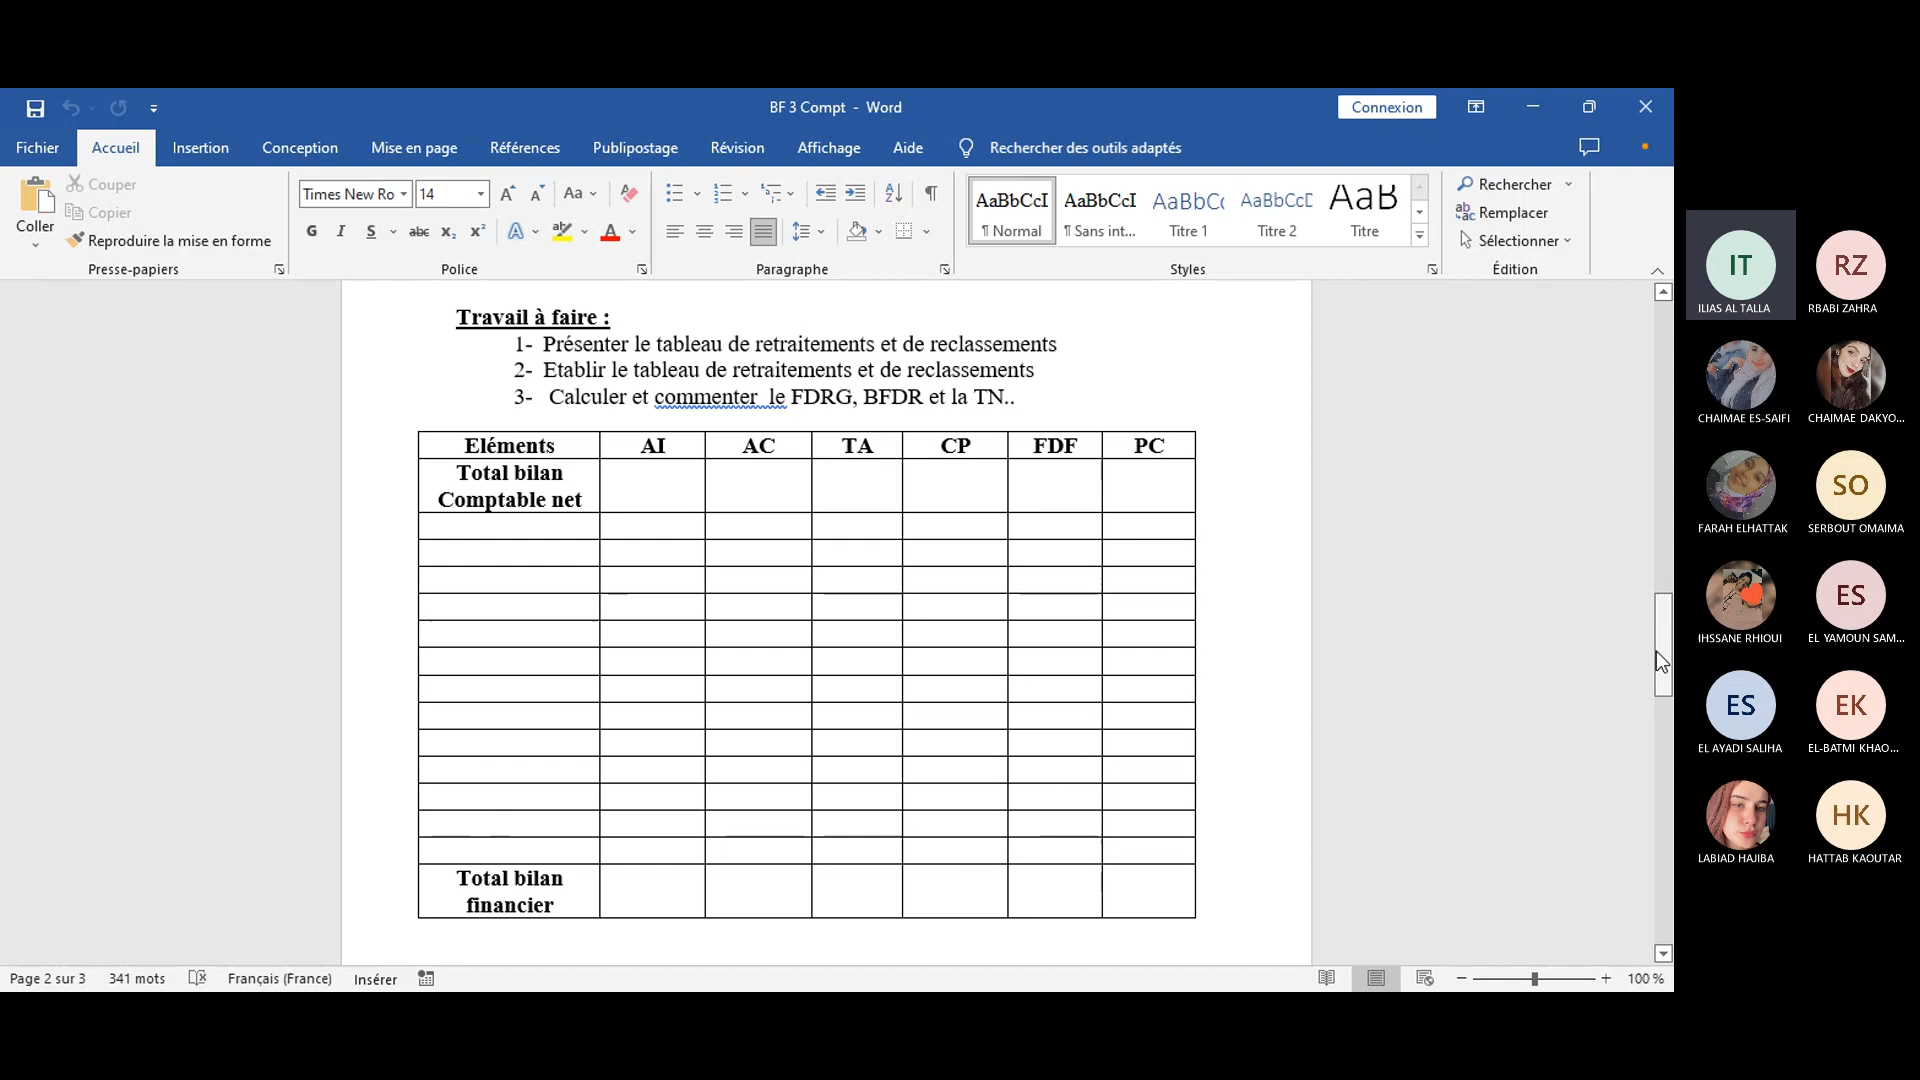 BF 3 Compt - Word
Connexion
Fichier Accueil Insertion Conception Mise en page Références Publipostage Révision Affichage Aide Rechercher des outils adaptés
Coller
Couper
Copier
Reproduire la mise en forme
Presse-papiers
Times New Ro 14
G I S abc x₂ x²
Police
Paragraphe
AaBbCcI AaBbCcI AaBbCc AaBbCcD AaB
¶ Normal ¶ Sans int... Titre 1 Titre 2 Titre
Styles
Rechercher
Remplacer
Sélectionner
Édition
Travail à faire :
1- Présenter le tableau de retraitements et de reclassements
2- Etablir le tableau de retraitements et de reclassements
3- Calculer et commenter le FDRG, BFDR et la TN..
Eléments AI AC TA CP FDF PC
Total bilan
Comptable net
Total bilan
financier
Page 2 sur 3 341 mots Français (France) Insérer 100 %
IT RZ
ILIAS AL TALLA RBABI ZAHRA
CHAIMAE ES-SAIFI CHAIMAE DAKYO...
SO
FARAH ELHATTAK SERBOUT OMAIMA
ES
IHSSANE RHIOUI EL YAMOUN SAM...
ES EK
EL AYADI SALIHA EL-BATMI KHAO...
HK
LABIAD HAJIBA HATTAB KAOUTAR